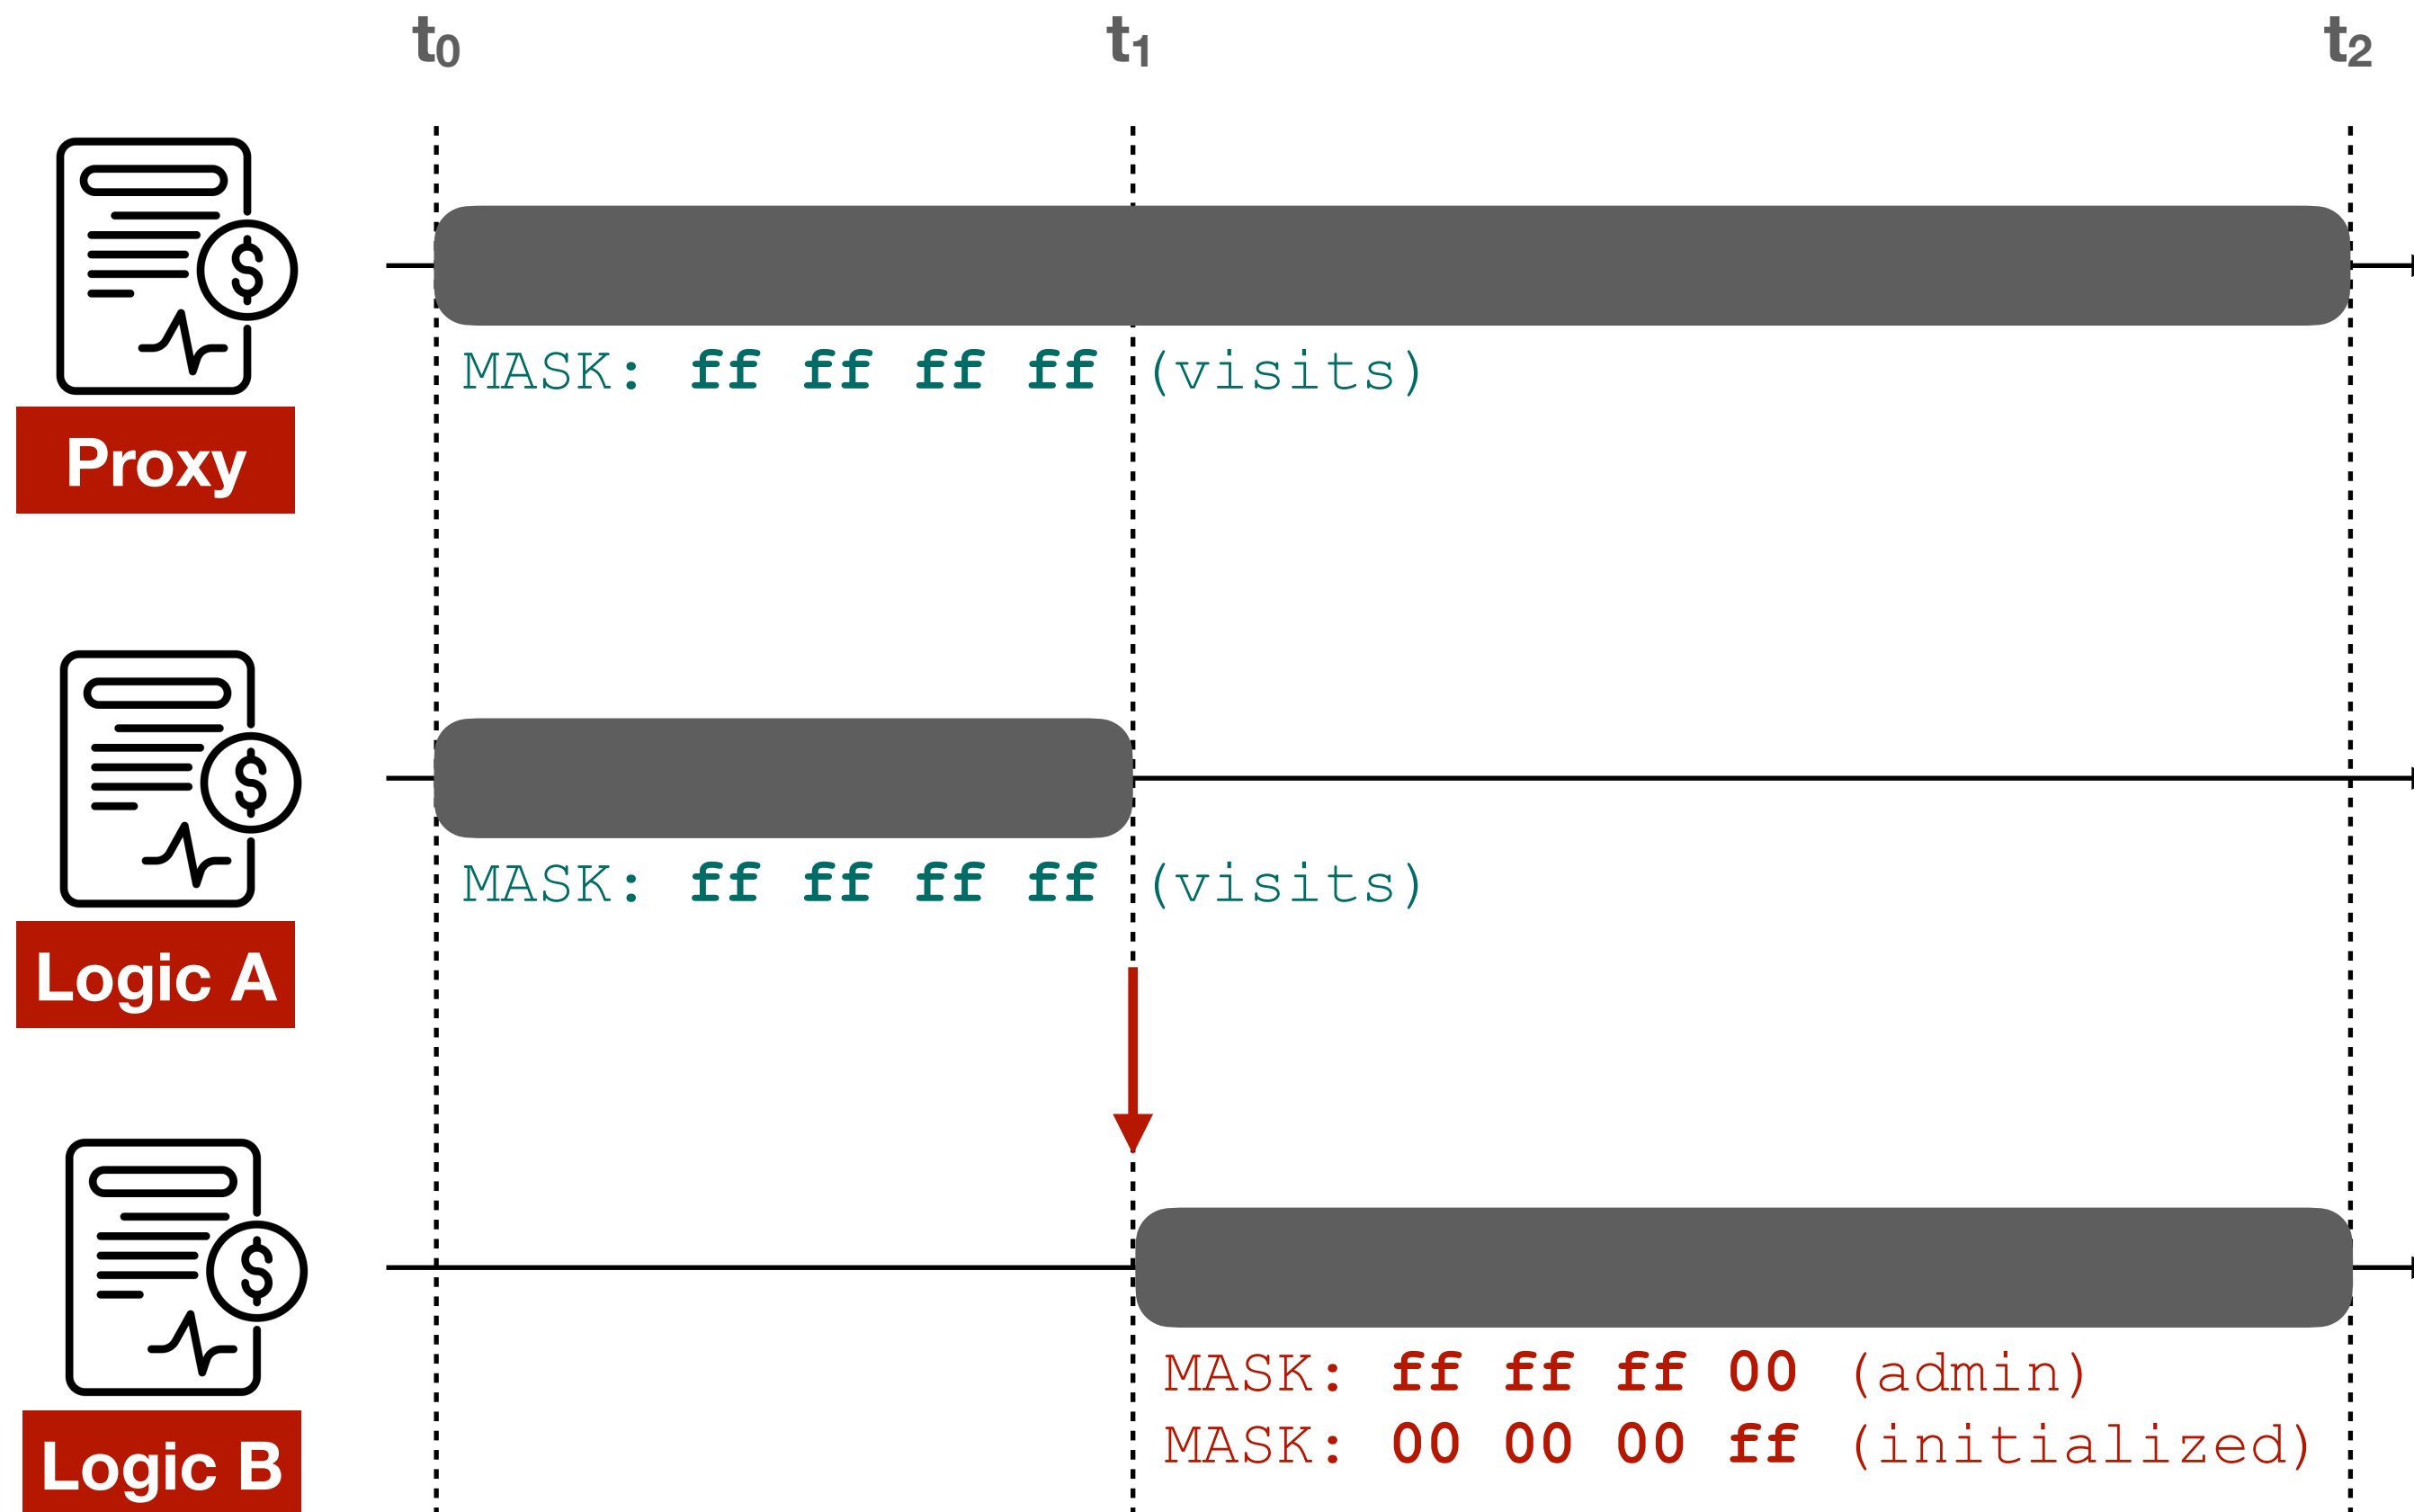 t0 t1 t2
MASK: ff ff ff ff (visits)
Proxy
MASK: ff ff ff ff (visits)
Logic A
MASK: ff ff ff 00 (admin)
MASK: 00 00 00 ff (initialized)
Logic B